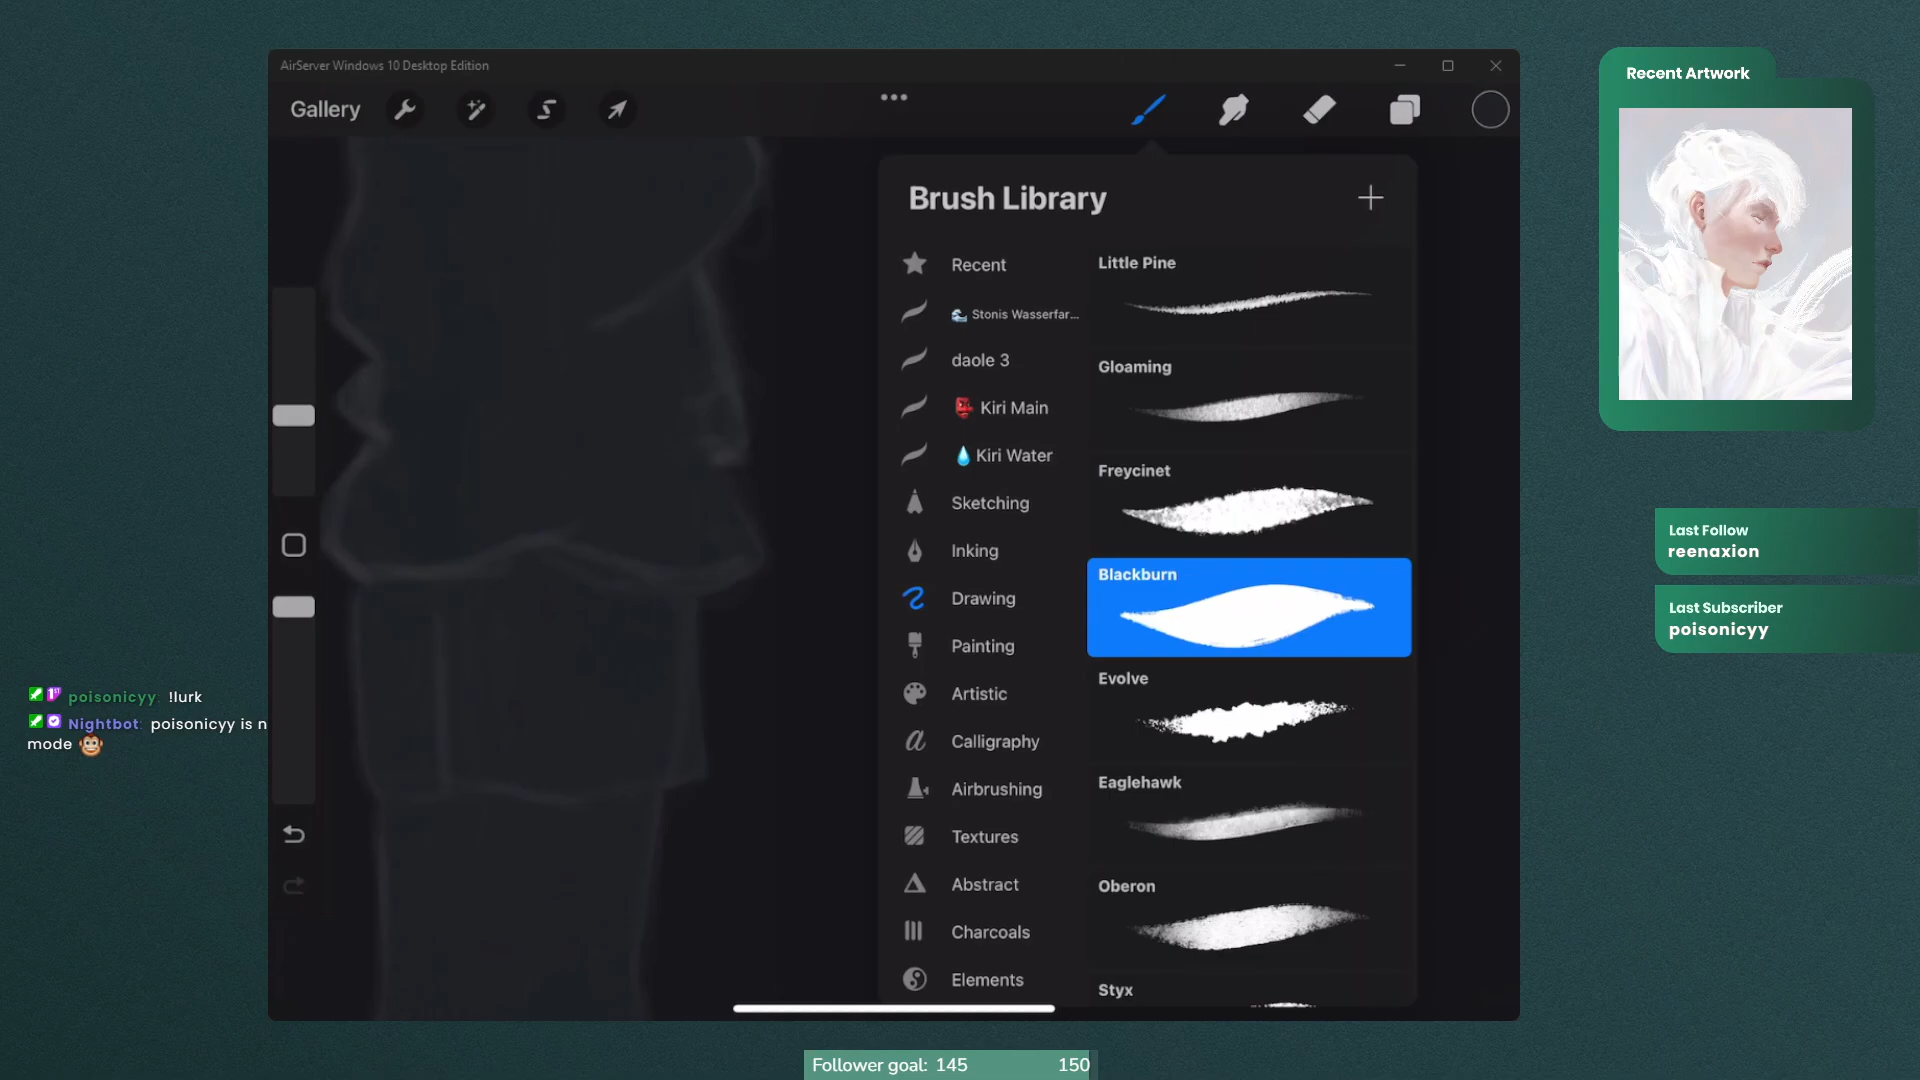 AirServer Windows 10 Desktop Edition
Gallery
Brush Library
Recent
Stonis Wasserfar...
daole 3
Kiri Main
Kiri Water
Sketching
Inking
Drawing
Painting
Artistic
Calligraphy
Airbrushing
Textures
Abstract
Charcoals
Elements
Little Pine
Gloaming
Freycinet
Blackburn
Evolve
Eaglehawk
Oberon
Styx
Recent Artwork
Last Follow
reenaxion
Last Subscriber
poisonicyy
poisonicyy: !lurk
Nightbot: poisonicyy is n
mode
Follower goal: 145 150